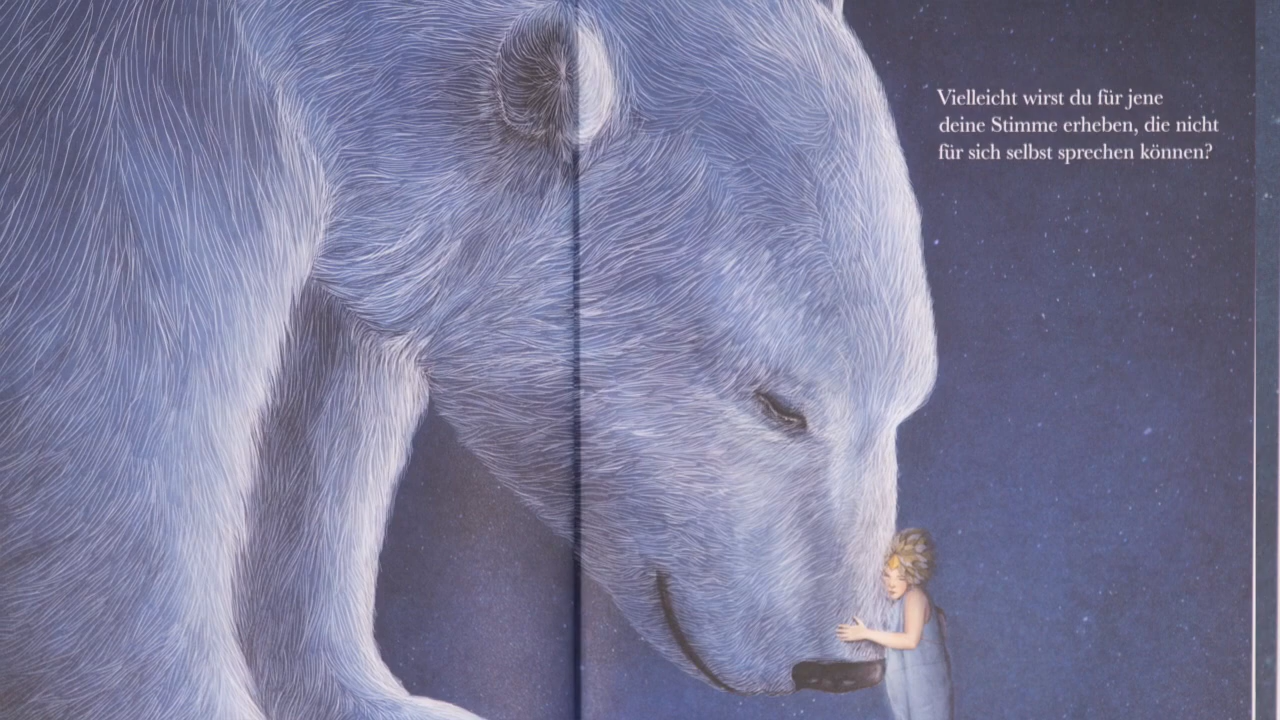 Vielleicht wirst du für jene
deine Stimme erheben, die nicht
für sich selbst sprechen können?